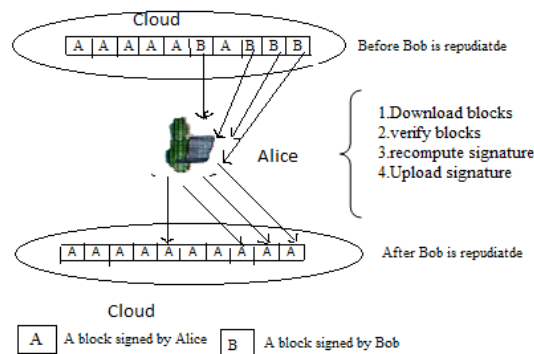 Cloud
A A A A A B A B B B
Before Bob is repudiatde
1.Download blocks
2.verify blocks
3.recompute signature
4.Upload signature
Alice
A A A A A A A A A A
After Bob is repudiatde
Cloud
A A block signed by Alice B A block signed by Bob